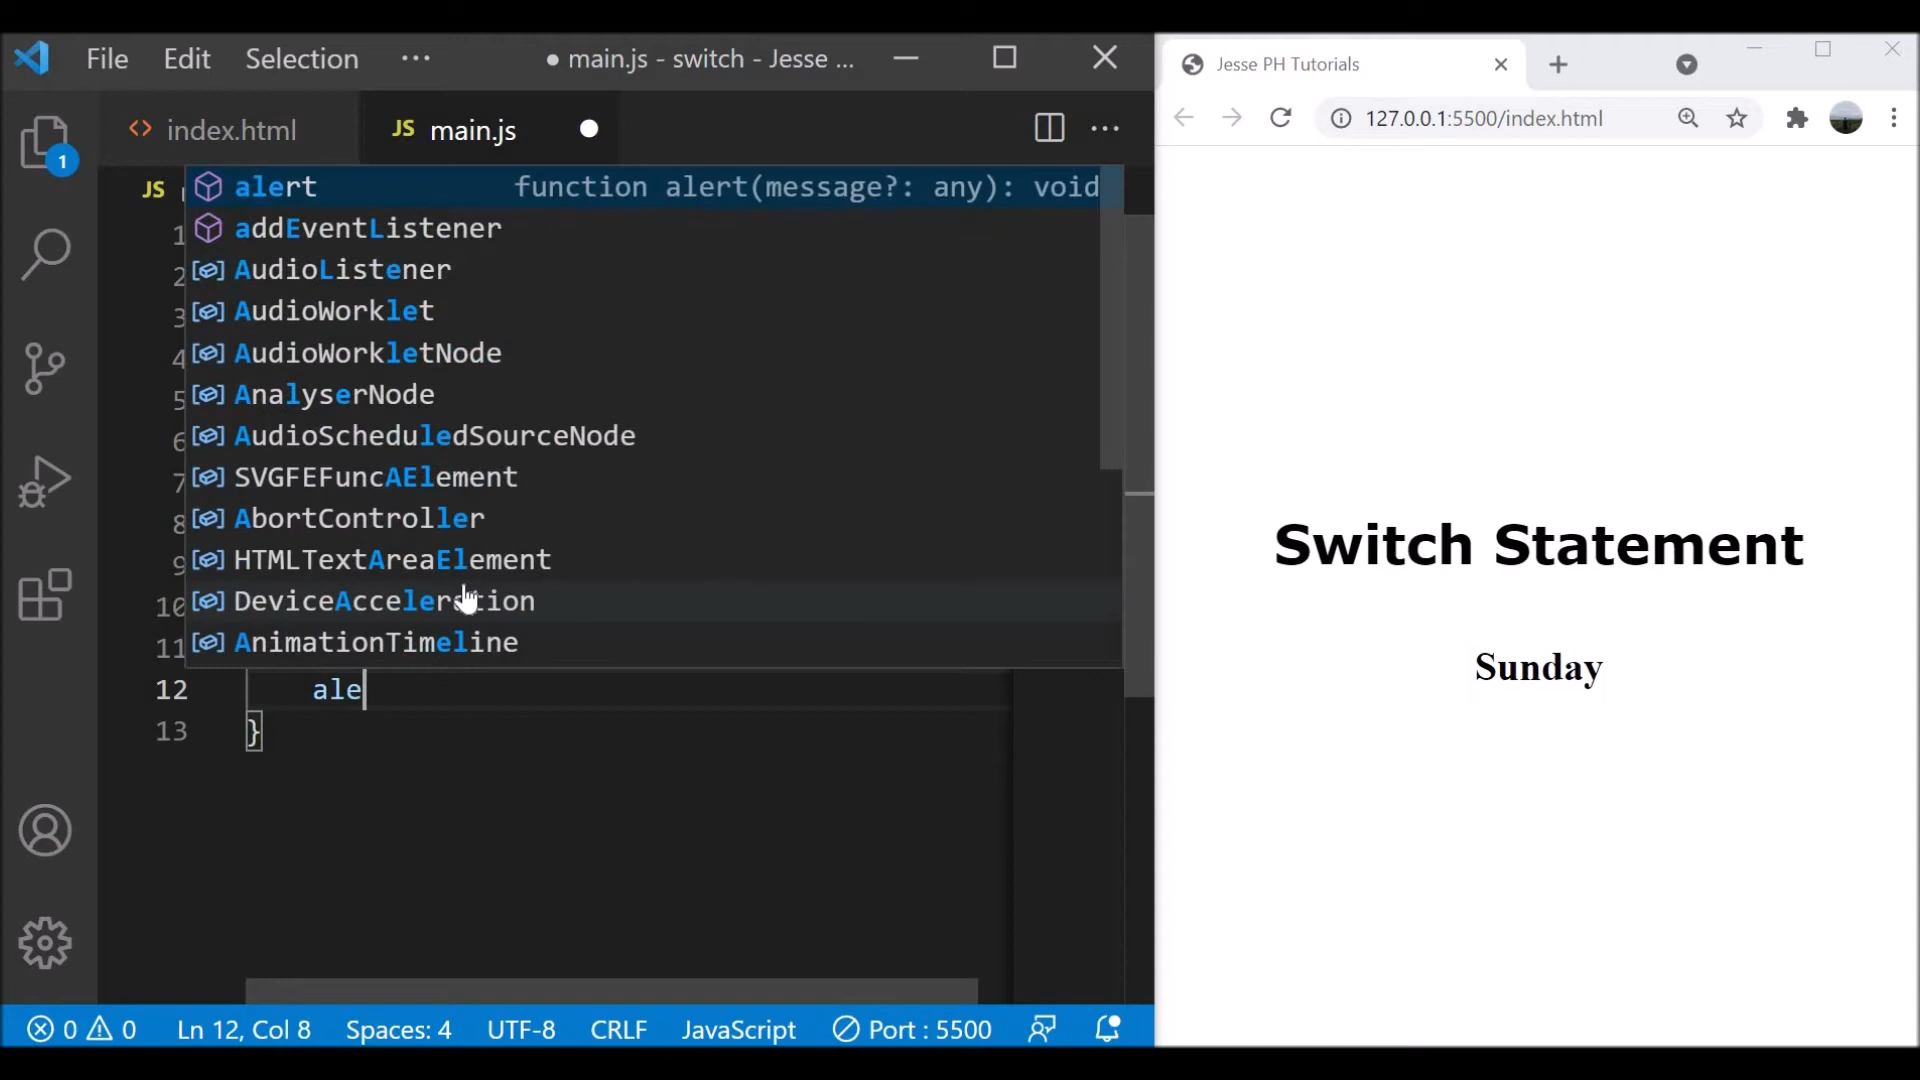 File Edit Selection ··· ● main.js - switch - Jesse ...
index.html JS main.js
JS
1 alert function alert(message?: any): void
addEventListener
AudioListener
AudioWorklet
AudioWorkletNode
AnalyserNode
AudioScheduledSourceNode
SVGFEFuncAElement
AbortController
HTMLTextAreaElement
DeviceAcceleration
AnimationTimeline
1
2
3
4
5
6
7
8
9
10
11
12 ale
13 }
0 0 Ln 12, Col 8 Spaces: 4 UTF-8 CRLF JavaScript Port : 5500
Jesse PH Tutorials
127.0.0.1:5500/index.html
Switch Statement
Sunday